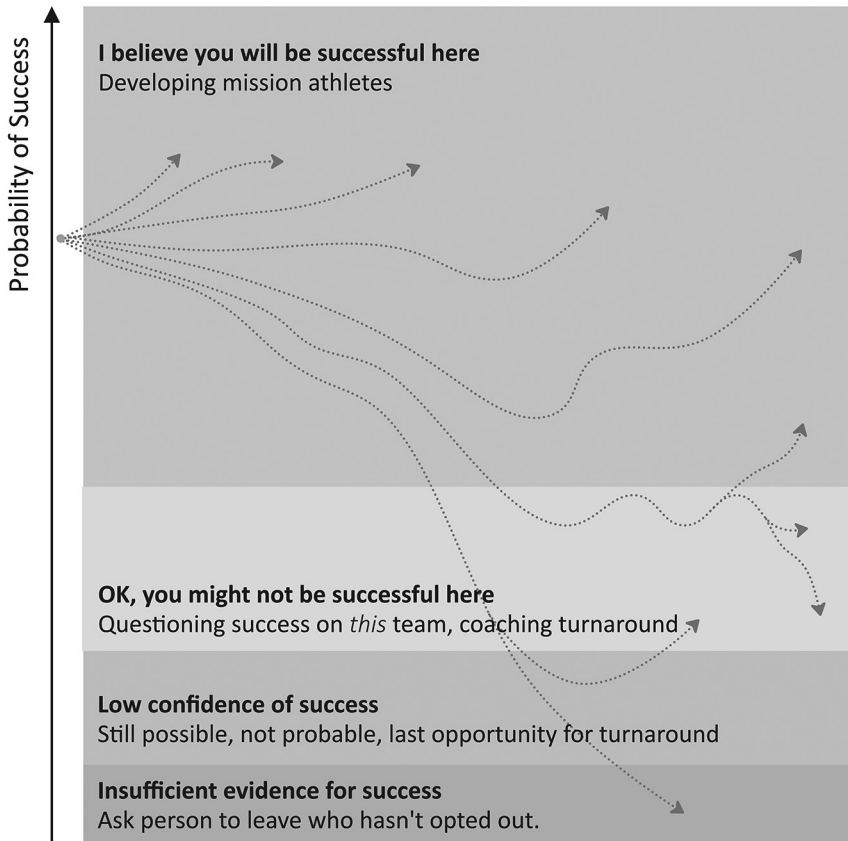 Probability of Success
I believe you will be successful here
Developing mission athletes
OK, you might not be successful here
Questioning success on this team, coaching turnaround
Low confidence of success
Still possible, not probable, last opportunity for turnaround
Insufficient evidence for success
Ask person to leave who hasn't opted out.